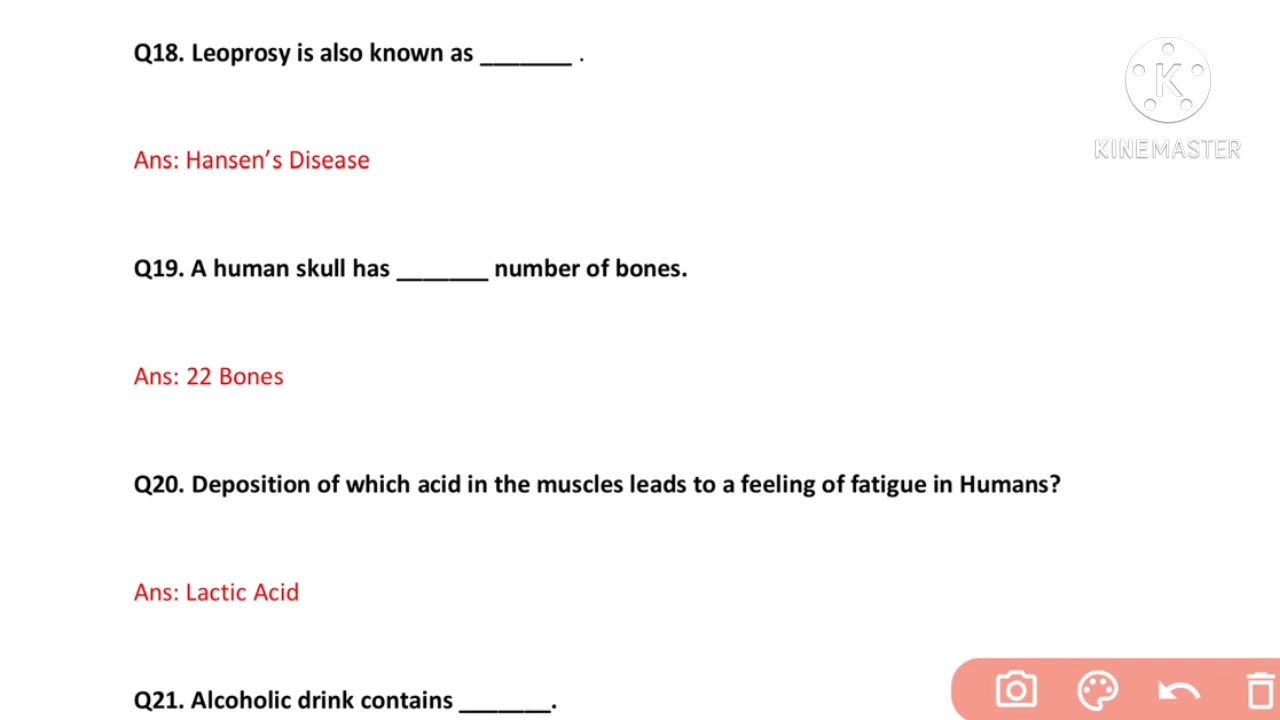 Q18. Leoprosy is also known as _______ .
K
KINEMASTER
Ans: Hansen’s Disease
Q19. A human skull has _______ number of bones.
Ans: 22 Bones
Q20. Deposition of which acid in the muscles leads to a feeling of fatigue in Humans?
Ans: Lactic Acid
Q21. Alcoholic drink contains _______.